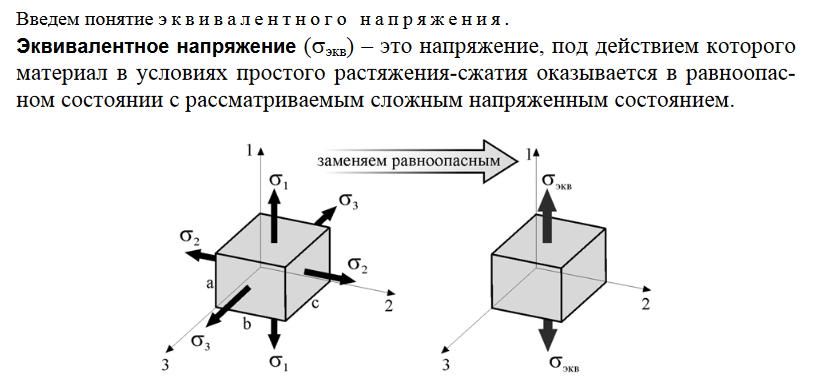 Введем понятие эквивалентного напряжения.
Эквивалентное напряжение (σэкв) – это напряжение, под действием которого
материал в условиях простого растяжения-сжатия оказывается в равноопас-
ном состоянии с рассматриваемым сложным напряженным состоянием.
1
заменяем равноопасным
1
σ1
σэкв
σ3
σ2
σ2
a
c
2
2
b
σ3
3
σ1
3
σэкв